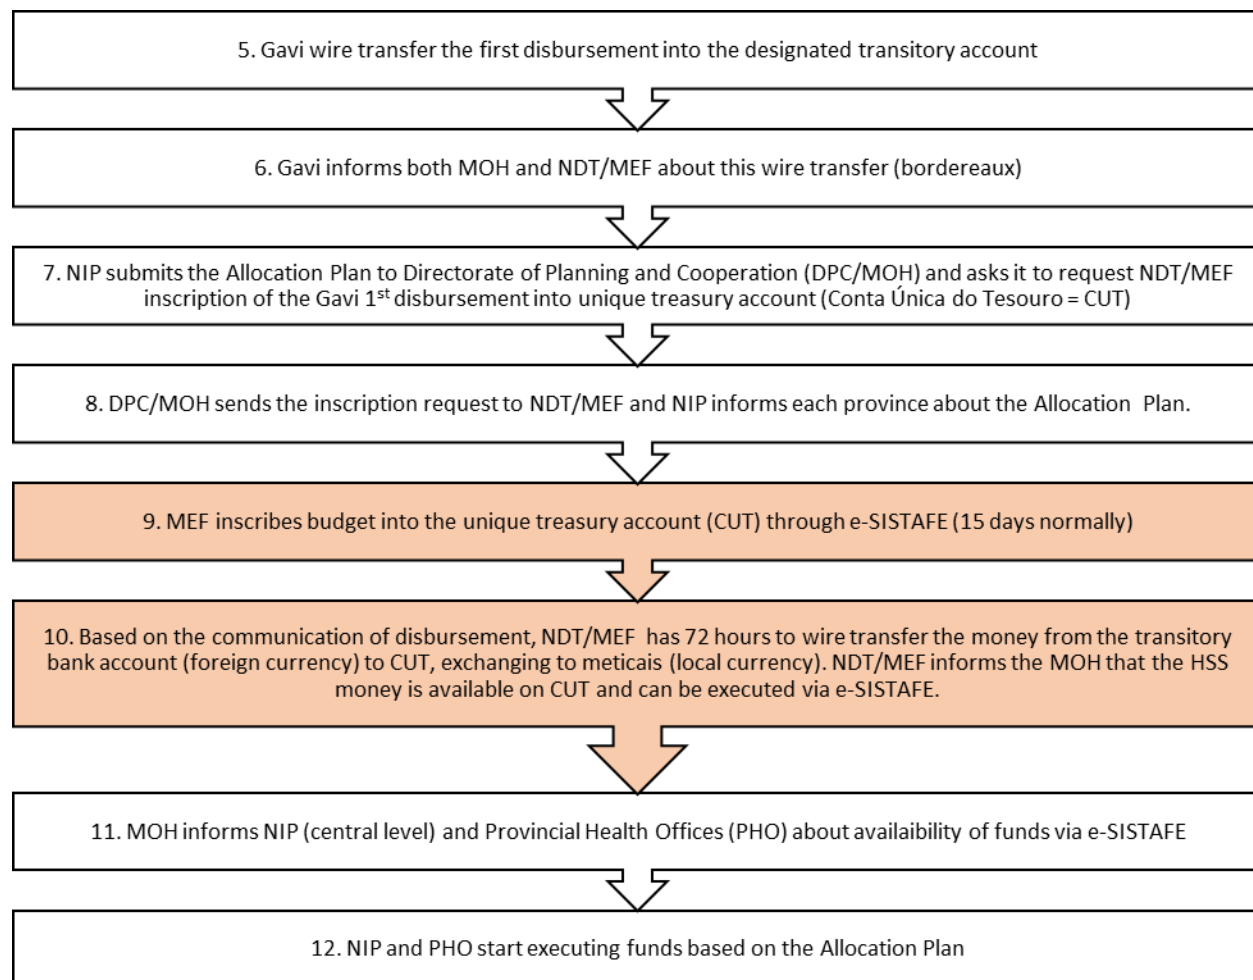 5. Gavi wire transfer the first disbursement into the designated transitory account
6. Gavi informs both MOH and NDT/MEF about this wire transfer (bordereaux)
7. NIP submits the Allocation Plan to Directorate of Planning and Cooperation (DPC/MOH) and asks it to request NDT/MEF
inscription of the Gavi 1st disbursement into unique treasury account (Conta Única do Tesouro = CUT)
8. DPC/MOH sends the inscription request to NDT/MEF and NIP informs each province about the Allocation Plan.
9. MEF inscribes budget into the unique treasury account (CUT) through e-SISTAFE (15 days normally)
10. Based on the communication of disbursement, NDT/MEF has 72 hours to wire transfer the money from the transitory
bank account (foreign currency) to CUT, exchanging to meticais (local currency). NDT/MEF informs the MOH that the HSS
money is available on CUT and can be executed via e-SISTAFE.
11. MOH informs NIP (central level) and Provincial Health Offices (PHO) about availaibility of funds via e-SISTAFE
12. NIP and PHO start executing funds based on the Allocation Plan